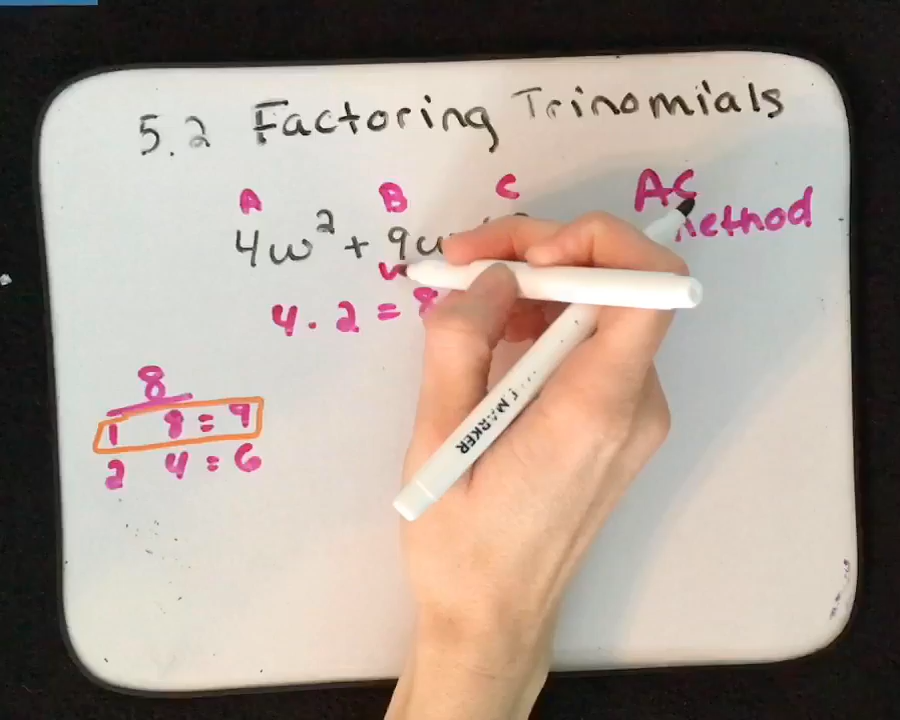 5.2 Factoring Trinomials
A B C AC
4w² + 9w method
4 . 2 = 8
8
1 8 = 9
2 4 = 6
MARKER